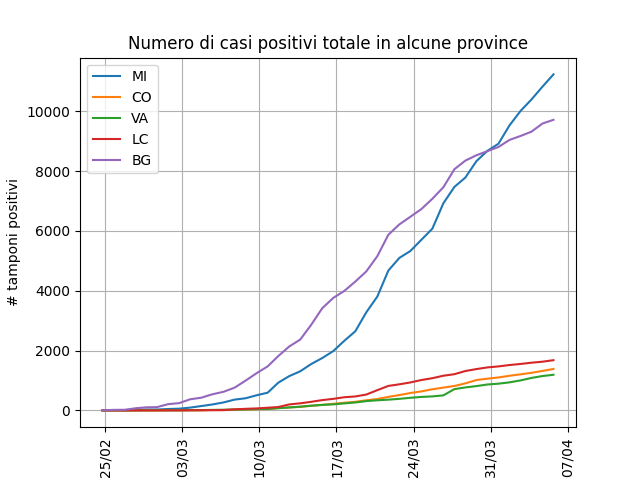 Numero di casi positivi totale in alcune province
MI
CO
VA
LC
BG
# tamponi positivi
10000
8000
6000
4000
2000
0
25/02
03/03
10/03
17/03
24/03
31/03
07/04